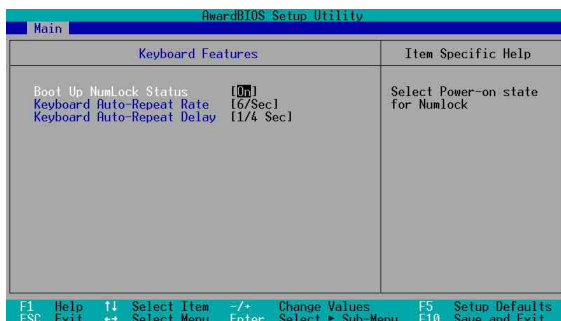 AwardBIOS Setup Utility
Main
Keyboard Features
Item Specific Help
Boot Up NumLock Status [On]
Keyboard Auto-Repeat Rate [6/Sec]
Keyboard Auto-Repeat Delay [1/4 Sec]
Select Power-on state
for Numlock
F1 Help ↑↓ Select Item -/+ Change Values F5 Setup Defaults
ESC Exit ←→ Select Menu Enter Select ► Sub-Menu F10 Save and Exit